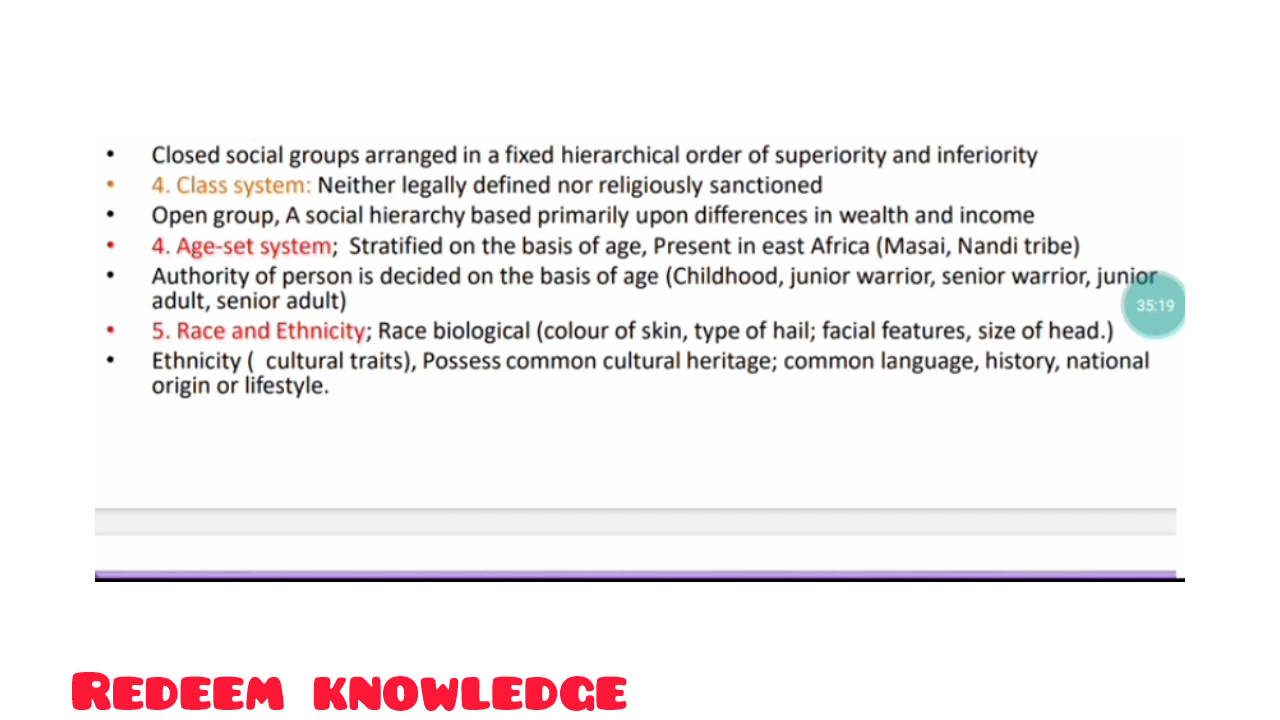 • Closed social groups arranged in a fixed hierarchical order of superiority and inferiority
• 4. Class system: Neither legally defined nor religiously sanctioned
• Open group, A social hierarchy based primarily upon differences in wealth and income
• 4. Age-set system; Stratified on the basis of age, Present in east Africa (Masai, Nandi tribe)
• Authority of person is decided on the basis of age (Childhood, junior warrior, senior warrior, junior
adult, senior adult)
35:19
• 5. Race and Ethnicity; Race biological (colour of skin, type of hail; facial features, size of head.)
• Ethnicity ( cultural traits), Possess common cultural heritage; common language, history, national
origin or lifestyle.
REDEEM KNOWLEDGE